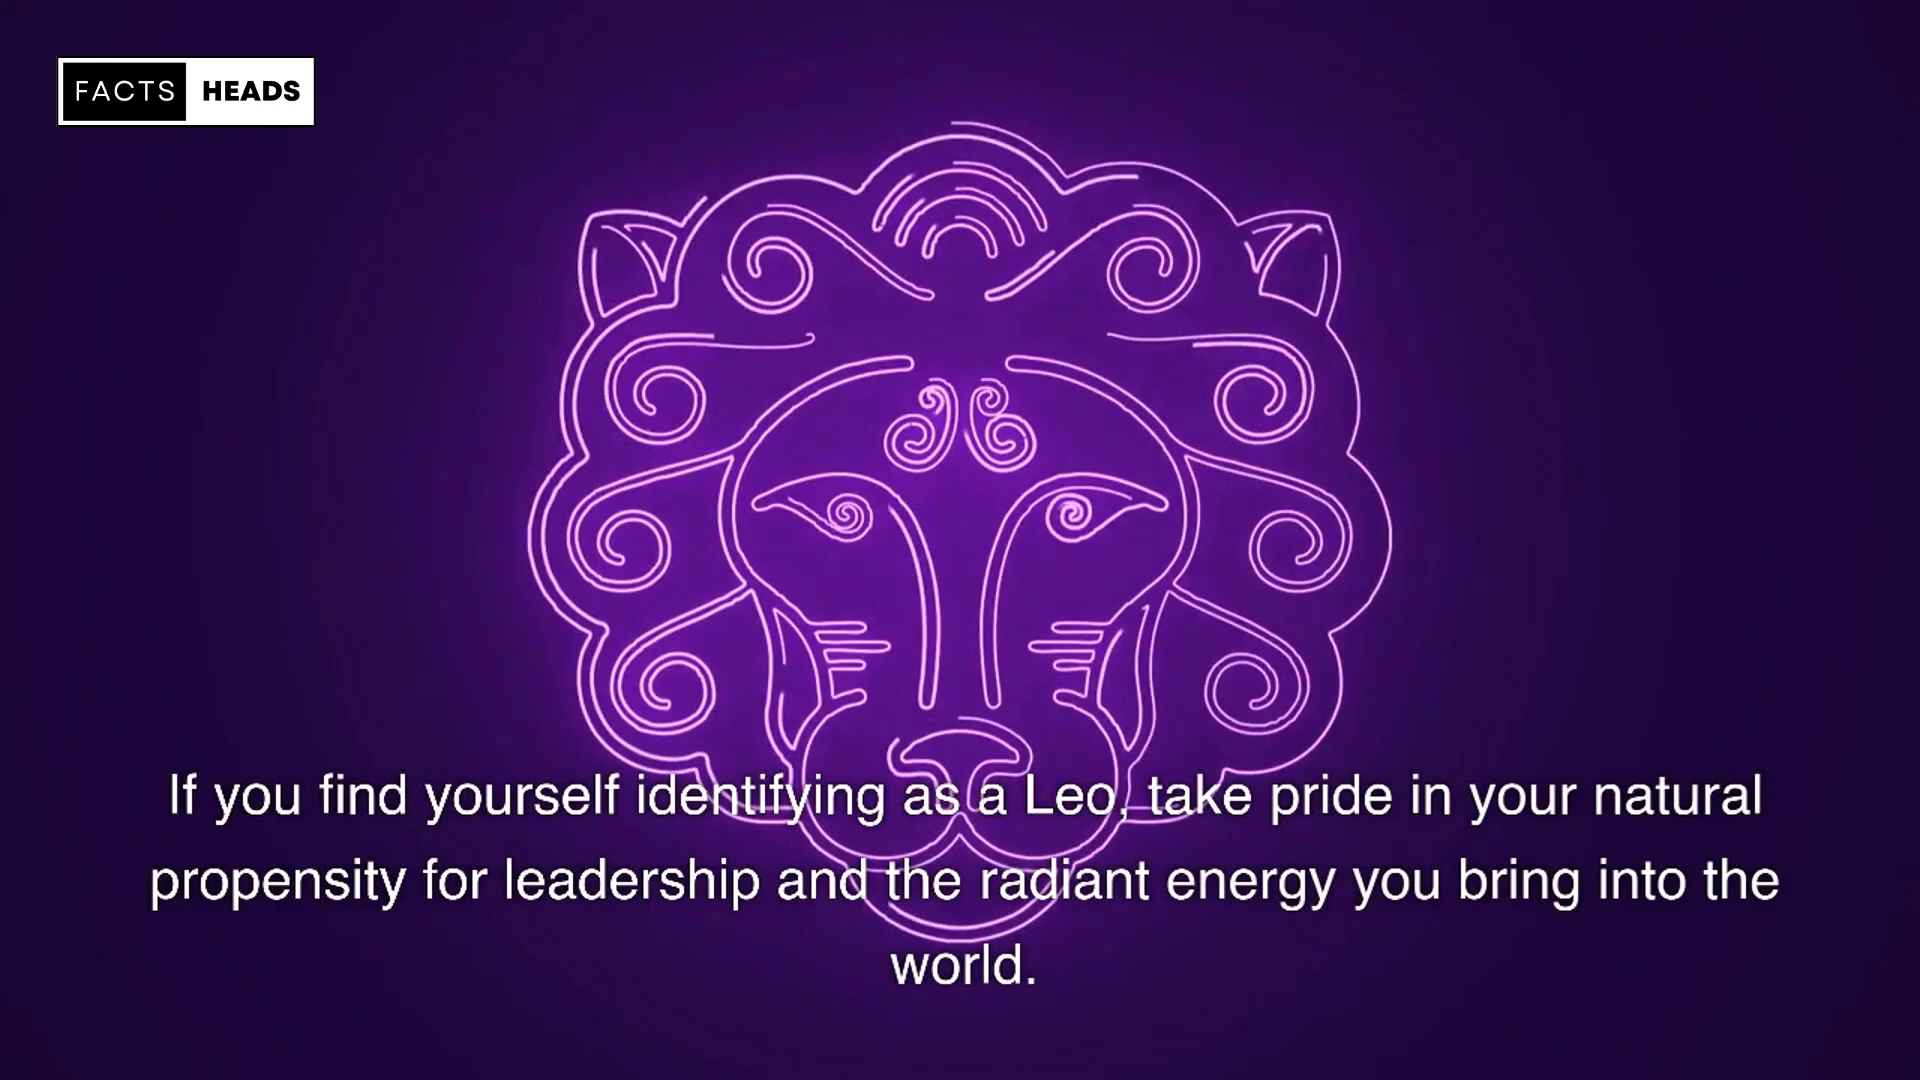 FACTS HEADS
If you find yourself identifying as a Leo, take pride in your natural
propensity for leadership and the radiant energy you bring into the
world.